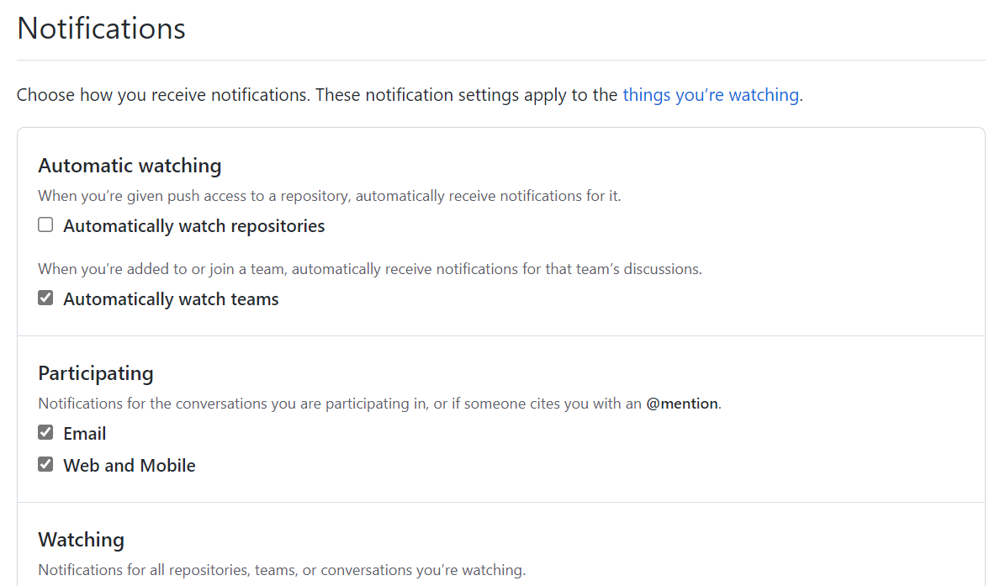 Notifications
Choose how you receive notifications. These notification settings apply to the things you’re watching.
Automatic watching
When you’re given push access to a repository, automatically receive notifications for it.
Automatically watch repositories
When you’re added to or join a team, automatically receive notifications for that team’s discussions.
Automatically watch teams
Participating
Notifications for the conversations you are participating in, or if someone cites you with an @mention.
Email
Web and Mobile
Watching
Notifications for all repositories, teams, or conversations you’re watching.